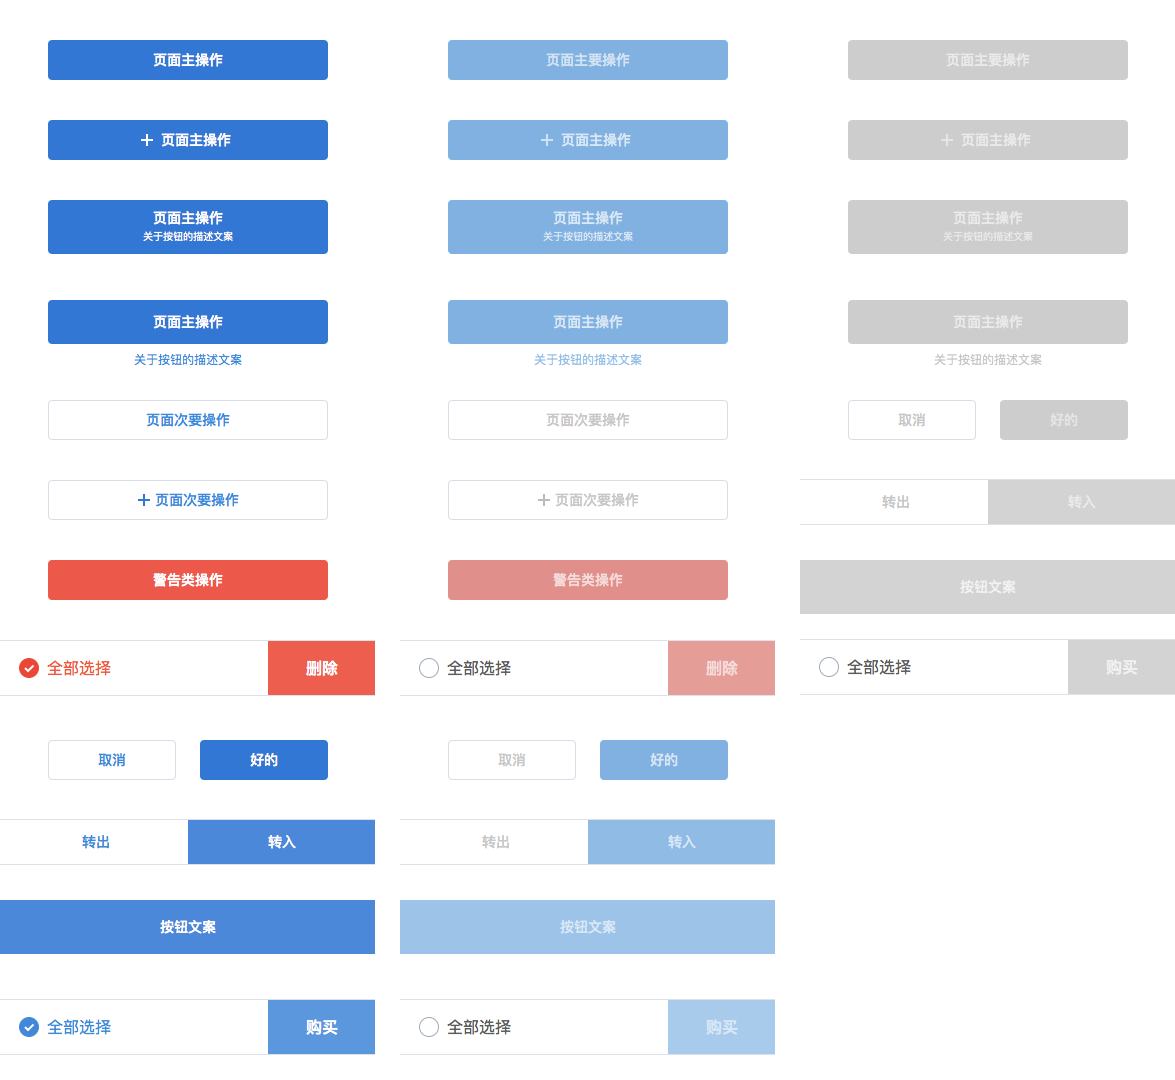 页面主操作
页面主要操作
页面主要操作
页面主操作
页面主操作
页面主操作
页面主操作
关于按钮的描述文案
页面主操作
关于按钮的描述文案
页面主操作
关于按钮的描述文案
页面主操作
关于按钮的描述文案
页面主操作
关于按钮的描述文案
页面主操作
关于按钮的描述文案
页面次要操作
页面次要操作
取消
好的
页面次要操作
页面次要操作
转出
转入
警告类操作
警告类操作
按钮文案
全部选择
删除
全部选择
删除
全部选择
购买
取消
好的
取消
好的
转出
转入
转出
转入
按钮文案
按钮文案
全部选择
购买
全部选择
购买